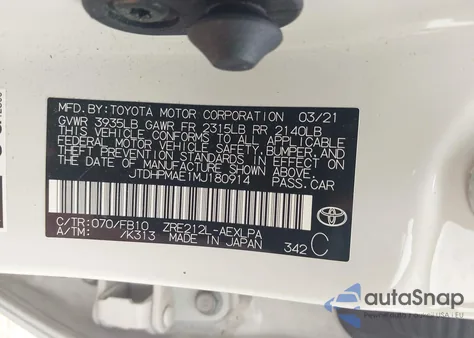 MFD. BY: TOYOTA MOTOR CORPORATION 03/21
GVWR 3935LB GAWR FR 2315LB RR 2140LB
THIS VEHICLE CONFORMS TO ALL APPLICABLE
FEDERAL MOTOR VEHICLE SAFETY, BUMPER, AND
THEFT PREVENTION STANDARDS IN EFFECT ON
THE DATE OF MANUFACTURE SHOWN ABOVE.
JTDHPMAE1MJ180914 PASS.CAR
C/TR:070/FB10 ZRE212L-AEXLPA
A/TM: /K313 MADE IN JAPAN 342 C
autoSnap